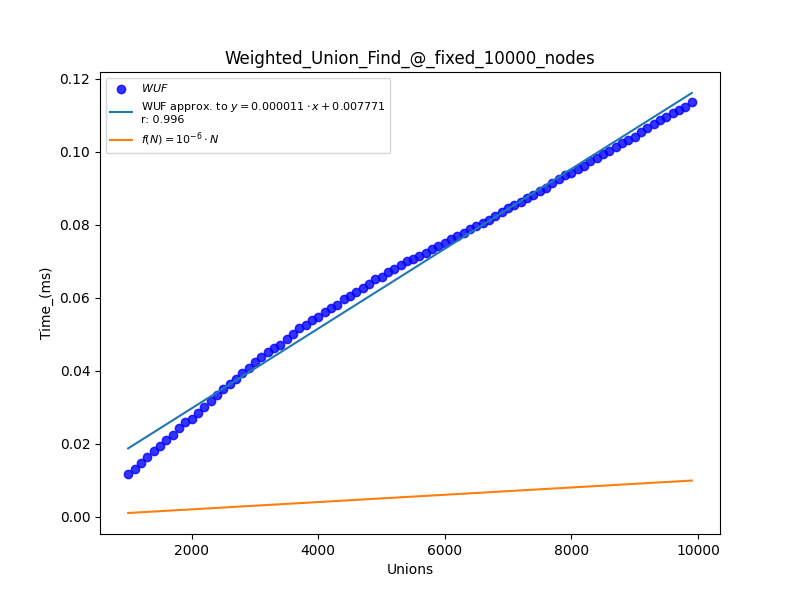 Weighted_Union_Find_@_fixed_10000_nodes
WUF
WUF approx. to y = 0.000011 · x + 0.007771
r: 0.996
f(N) = 10⁻⁶ · N
0.12
0.10
0.08
0.06
0.04
0.02
0.00
Time_(ms)
2000 4000 6000 8000 10000
Unions